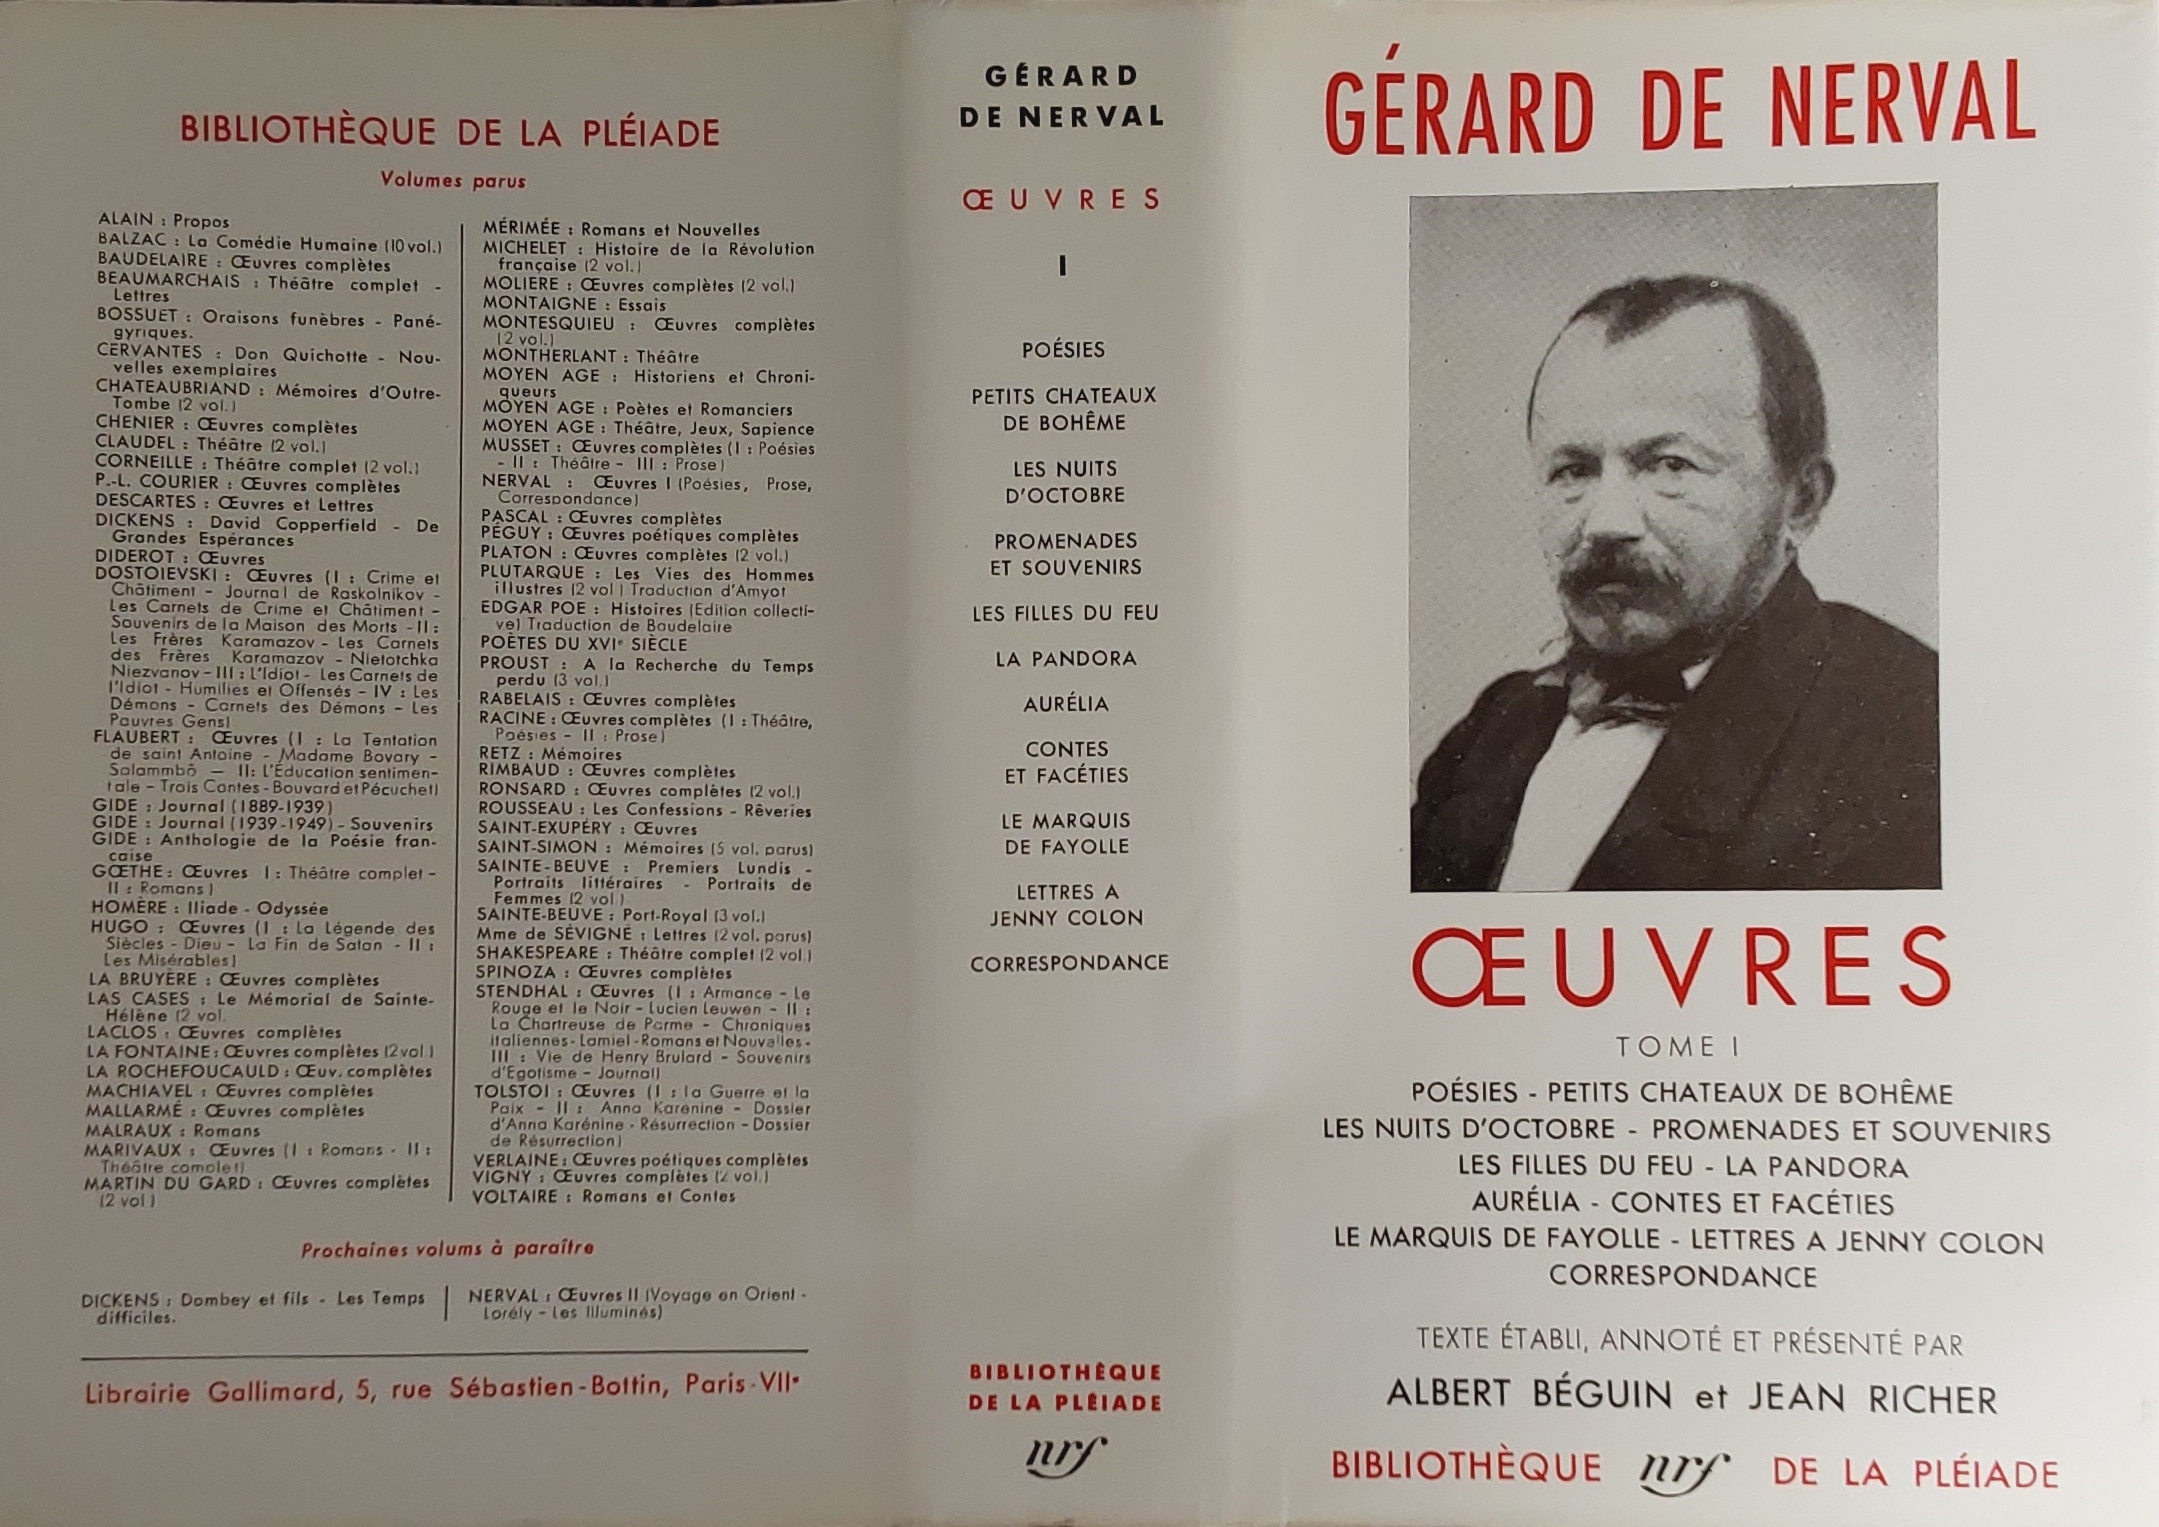 BIBLIOTHÈQUE DE LA PLÉIADE
Volumes parus
ALAIN : Propos
BALZAC : La Comédie Humaine (10 vol.)
BAUDELAIRE : Œuvres complètes
BEAUMARCHAIS : Théâtre complet -
Lettres
BOSSUET : Oraisons funèbres - Pané-
gyriques.
CERVANTES : Don Quichotte - Nou-
velles exemplaires
CHATEAUBRIAND : Mémoires d'Outre-
Tombe (2 vol.)
CHENIER : Œuvres complètes
CLAUDEL : Théâtre (2 vol.)
CORNEILLE : Théâtre complet (2 vol.)
P.-L. COURIER : Œuvres complètes
DESCARTES : Œuvres et Lettres
DICKENS : David Copperfield - De
Grandes Espérances
DIDEROT : Œuvres
DOSTOIEVSKI : Œuvres (I : Crime et
Châtiment - Journal de Raskolnikov -
Les Carnets de Crime et Châtiment -
Souvenirs de la Maison des Morts - II :
Les Frères Karamazov - Les Carnets
des Frères Karamazov - Nietotchka
Niezvanov - III : L'Idiot - Les Carnets de
l'Idiot - Humiliés et Offensés - IV : Les
Démons - Carnets des Démons - Les
Pauvres Gens)
FLAUBERT : Œuvres (I : La Tentation
de saint Antoine - Madame Bovary -
Salammbô — II : L'Éducation sentimen-
tale - Trois Contes - Bouvard et Pécuchet)
GIDE : Journal (1889-1939)
GIDE : Journal (1939-1949) - Souvenirs
GIDE : Anthologie de la Poésie fran-
caise
GŒTHE : Œuvres I : Théâtre complet -
II : Romans)
HOMÈRE : Iliade - Odyssée
HUGO : Œuvres (I : La Légende des
Siècles - Dieu - La Fin de Satan - II :
Les Misérables)
LA BRUYÈRE : Œuvres complètes
LAS CASES : Le Mémorial de Sainte-
Hélène (2 vol.
LACLOS : Œuvres complètes
LA FONTAINE : Œuvres complètes (2 vol.)
LA ROCHEFOUCAULD : Œuv. complètes
MACHIAVEL : Œuvres complètes
MALLARMÉ : Œuvres complètes
MALRAUX : Romans
MARIVAUX : Œuvres (I : Romans - II :
Théâtre complet)
MARTIN DU GARD : Œuvres complètes
(2 vol.)
MÉRIMÉE : Romans et Nouvelles
MICHELET : Histoire de la Révolution
française (2 vol.)
MOLIERE : Œuvres complètes (2 vol.)
MONTAIGNE : Essais
MONTESQUIEU : Œuvres complètes
(2 vol.)
MONTHERLANT : Théâtre
MOYEN AGE : Historiens et Chroni-
queurs
MOYEN AGE : Poètes et Romanciers
MOYEN AGE : Théâtre, Jeux, Sapience
MUSSET : Œuvres complètes (I : Poésies
- II : Théâtre - III : Prose)
NERVAL : Œuvres I (Poésies, Prose,
Correspondance)
PASCAL : Œuvres complètes
PÉGUY : Œuvres poétiques complètes
PLATON : Œuvres complètes (2 vol.)
PLUTARQUE : Les Vies des Hommes
illustres (2 vol.) Traduction d'Amyot
EDGAR POE : Histoires (Edition collecti-
ve) Traduction de Baudelaire
POÈTES DU XVIe SIÈCLE
PROUST : A la Recherche du Temps
perdu (3 vol.)
RABELAIS : Œuvres complètes
RACINE : Œuvres complètes (I : Théâtre,
Poésies - II : Prose)
RETZ : Mémoires
RIMBAUD : Œuvres complètes
RONSARD : Œuvres complètes (2 vol.)
ROUSSEAU : Les Confessions - Rêveries
SAINT-EXUPÉRY : Œuvres
SAINT-SIMON : Mémoires (5 vol. parus)
SAINTE-BEUVE : Premiers Lundis -
Portraits littéraires - Portraits de
Femmes (2 vol.)
SAINTE-BEUVE : Port-Royal (3 vol.)
Mme de SÉVIGNÉ : Lettres (2 vol. parus)
SHAKESPEARE : Théâtre complet (2 vol.)
SPINOZA : Œuvres complètes
STENDHAL : Œuvres (I : Armance - Le
Rouge et le Noir - Lucien Leuwen - II :
La Chartreuse de Parme - Chroniques
italiennes - Lamiel - Romans et Nouvelles -
III : Vie de Henry Brulard - Souvenirs
d'Egotisme - Journal)
TOLSTOI : Œuvres (I : la Guerre et la
Paix - II : Anna Karénine - Dossier
d'Anna Karénine - Résurrection - Dossier
de Résurrection)
VERLAINE : Œuvres poétiques complètes
VIGNY : Œuvres complètes (2 vol.)
VOLTAIRE : Romans et Contes
Prochaines volums à paraître
DICKENS : Dombey et fils - Les Temps
difficiles.
NERVAL : Œuvres II (Voyage en Orient -
Lorély - Les Illuminés)
Librairie Gallimard, 5, rue Sébastien-Bottin, Paris-VIIe
GÉRARD
DE NERVAL
ŒUVRES
I
POÉSIES
PETITS CHATEAUX
DE BOHÊME
LES NUITS
D'OCTOBRE
PROMENADES
ET SOUVENIRS
LES FILLES DU FEU
LA PANDORA
AURÉLIA
CONTES
ET FACÉTIES
LE MARQUIS
DE FAYOLLE
LETTRES A
JENNY COLON
CORRESPONDANCE
BIBLIOTHÈQUE
DE LA PLÉIADE
nrf
GÉRARD DE NERVAL
ŒUVRES
TOME I
POÉSIES - PETITS CHATEAUX DE BOHÊME
LES NUITS D'OCTOBRE - PROMENADES ET SOUVENIRS
LES FILLES DU FEU - LA PANDORA
AURÉLIA - CONTES ET FACÉTIES
LE MARQUIS DE FAYOLLE - LETTRES A JENNY COLON
CORRESPONDANCE
TEXTE ÉTABLI, ANNOTÉ ET PRÉSENTÉ PAR
ALBERT BÉGUIN et JEAN RICHER
BIBLIOTHÈQUE nrf DE LA PLÉIADE